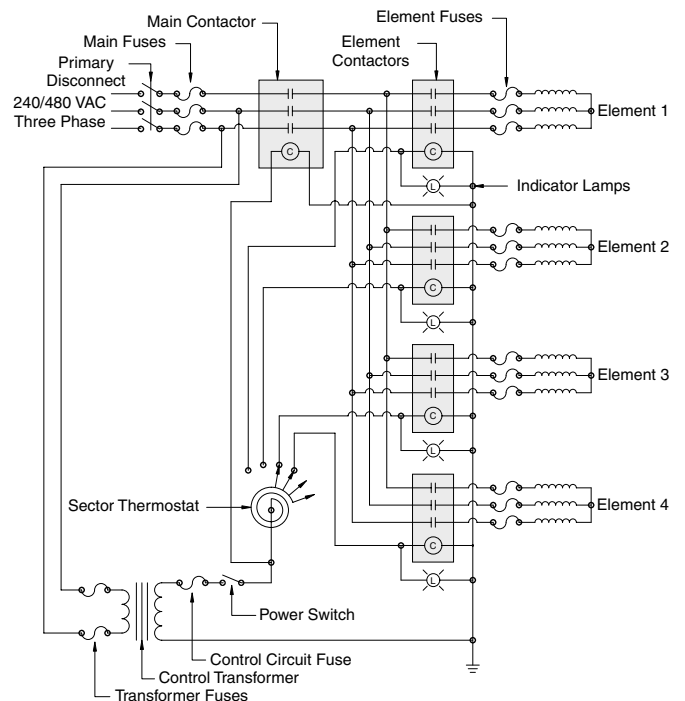 Main Contactor
Element Fuses
Main Fuses
Element
Contactors
Primary
Disconnect
240/480 VAC
Three Phase
Element 1
C
C
L
Indicator Lamps
Element 2
C
L
Element 3
C
L
Sector Thermostat
Element 4
C
L
Power Switch
Control Circuit Fuse
Control Transformer
Transformer Fuses